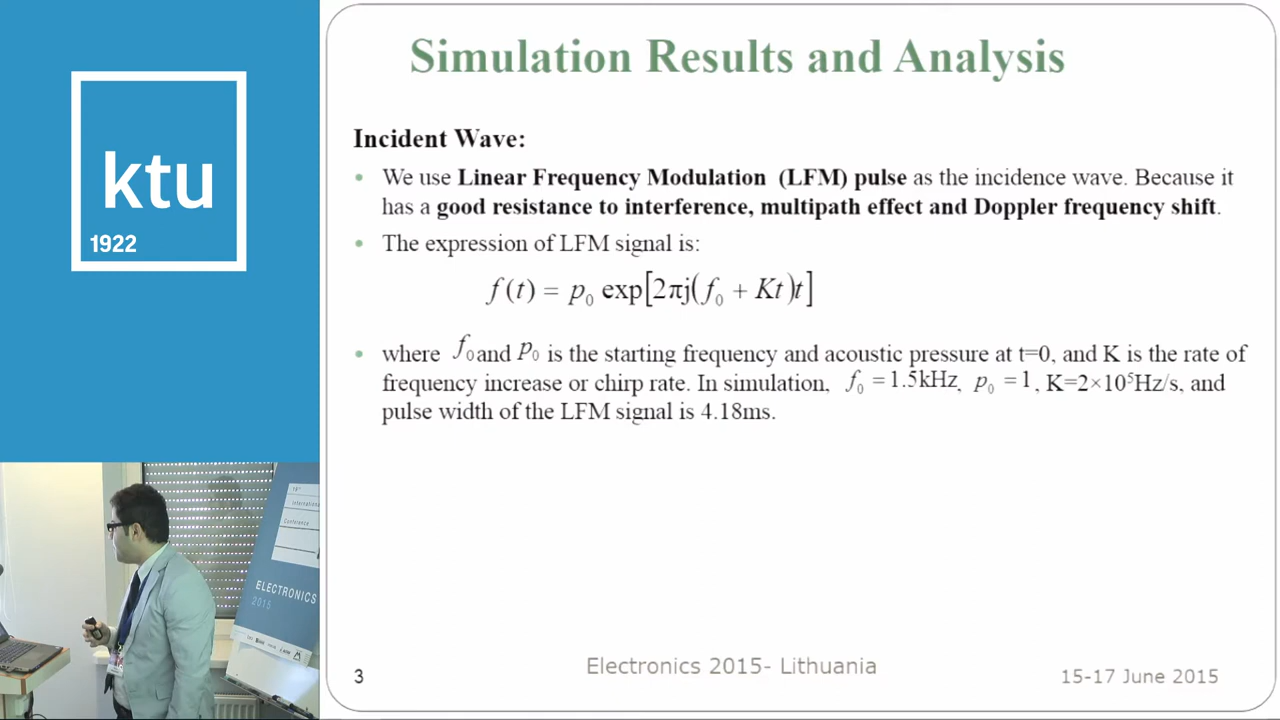 ktu
1922
Simulation Results and Analysis
Incident Wave:
• We use Linear Frequency Modulation (LFM) pulse as the incidence wave. Because it
has a good resistance to interference, multipath effect and Doppler frequency shift.
• The expression of LFM signal is:
f(t) = p₀ exp[2πj(f₀ + Kt)t]
• where f₀ and p₀ is the starting frequency and acoustic pressure at t=0, and K is the rate of
frequency increase or chirp rate. In simulation, f₀ =1.5kHz, p₀ =1, K=2×10⁵Hz/s, and
pulse width of the LFM signal is 4.18ms.
3
Electronics 2015- Lithuania
15-17 June 2015
International
Conference
ELECTRONICS
2015